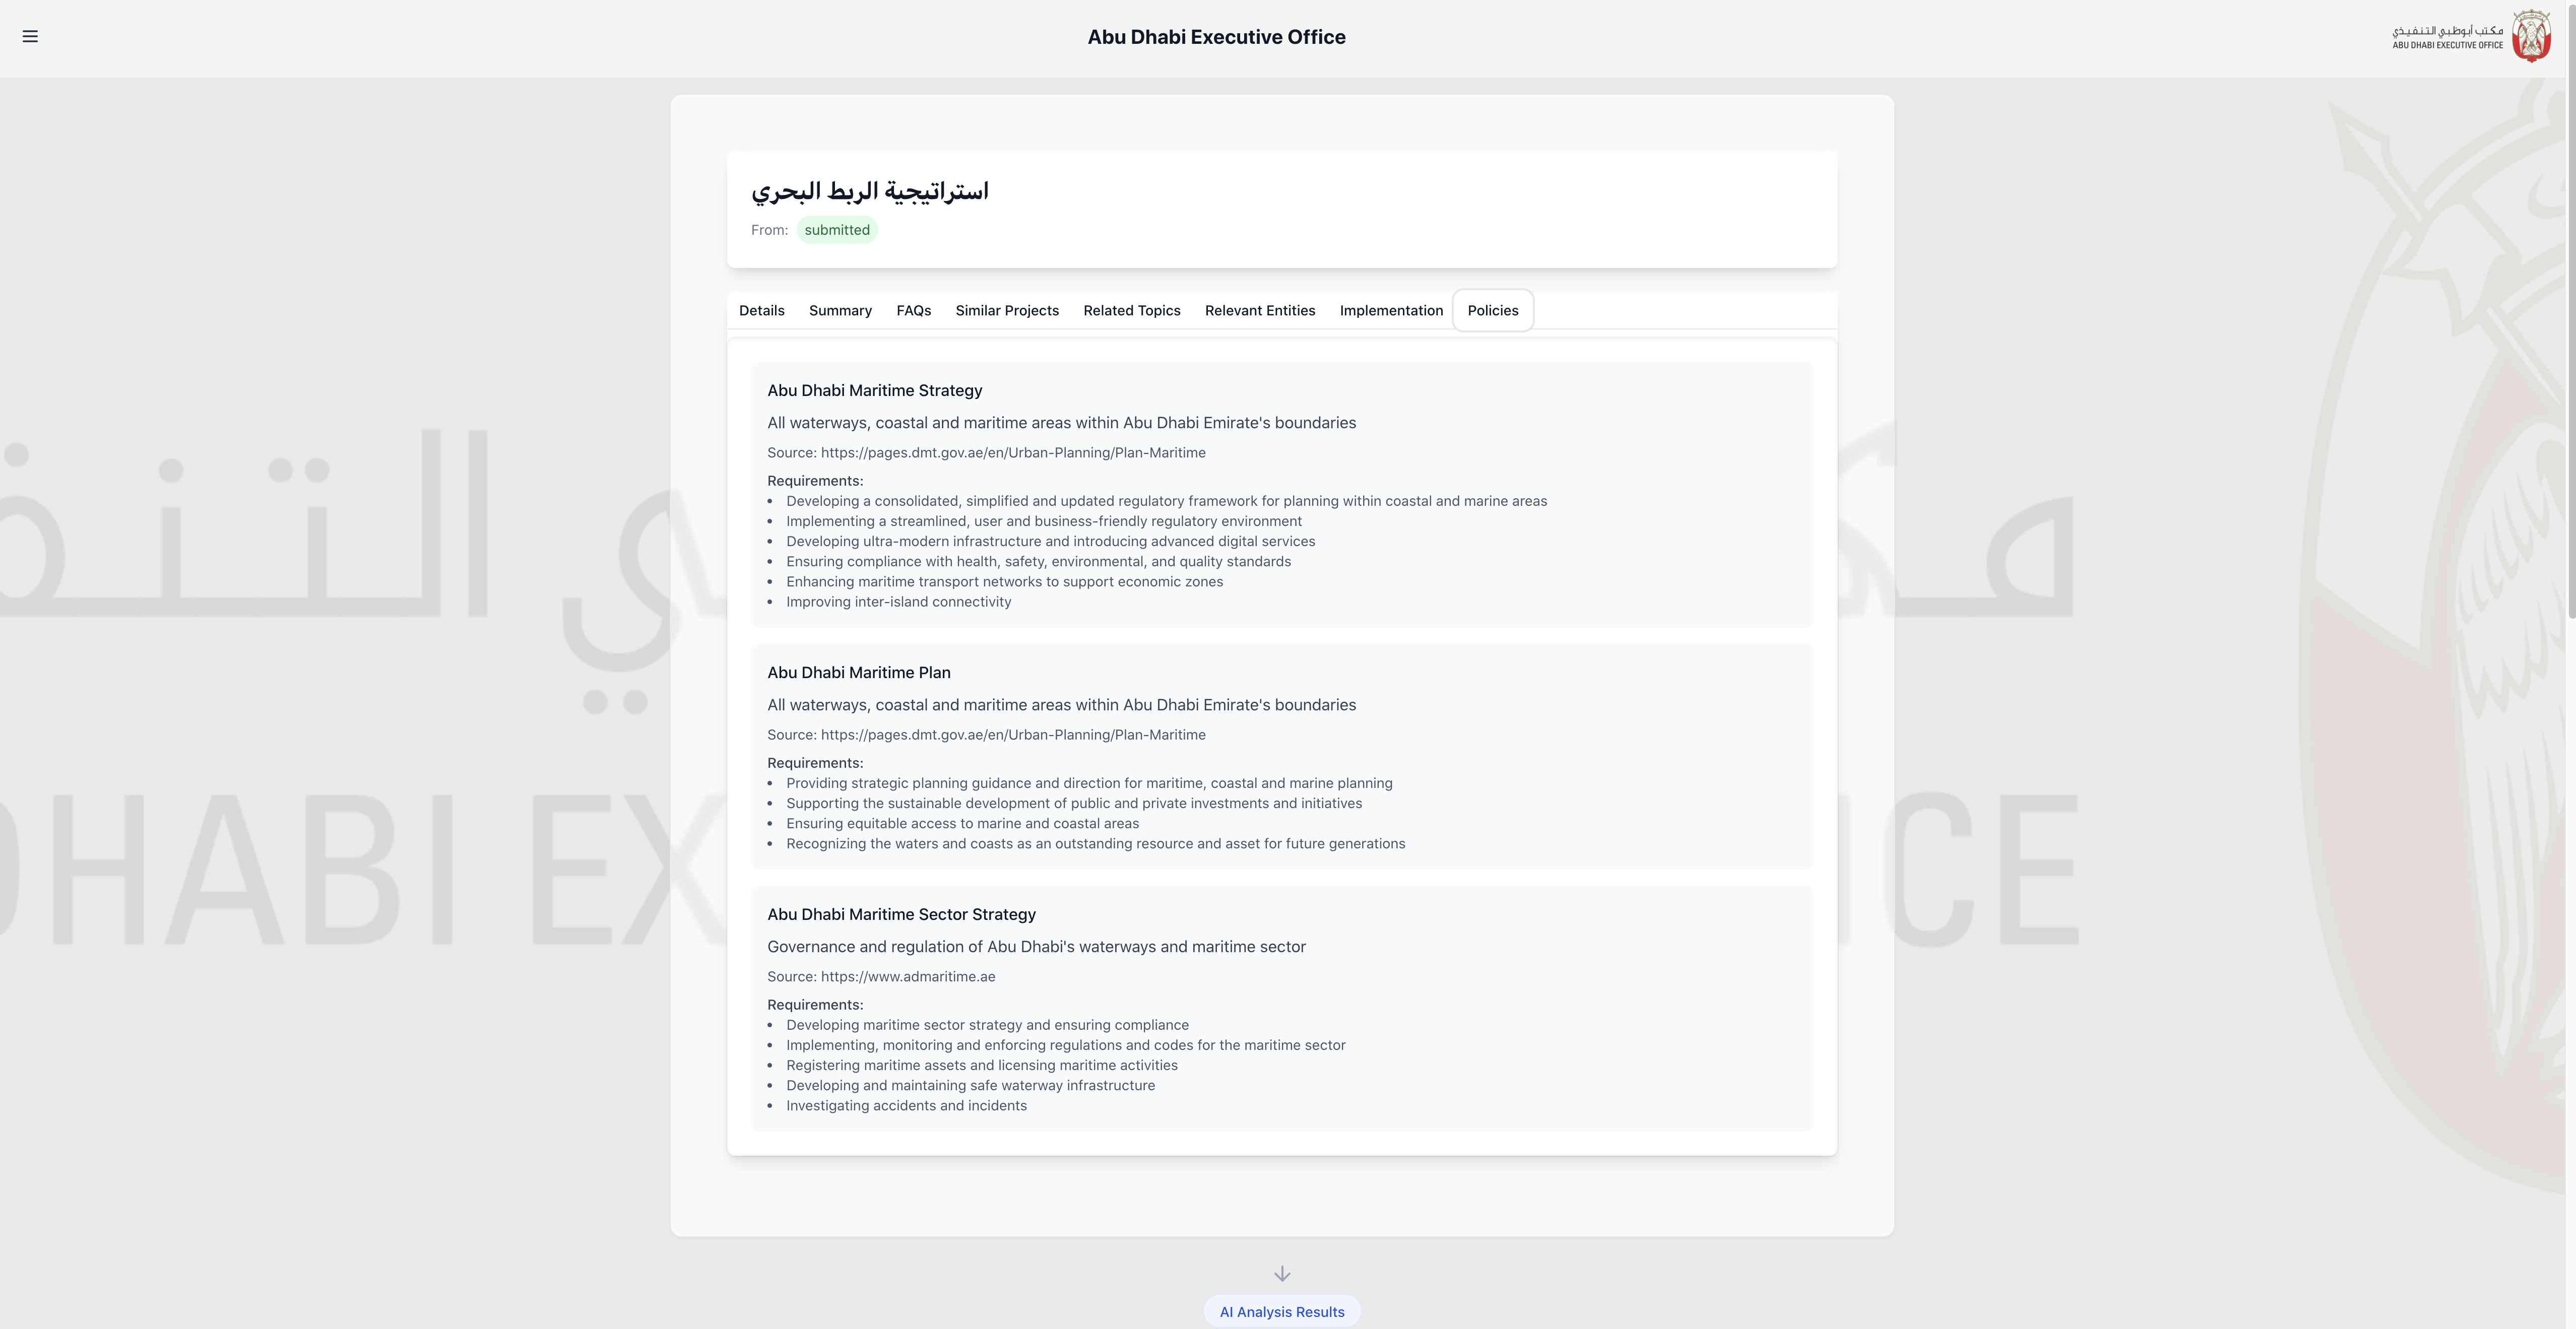 Abu Dhabi Executive Office
مكتب أبوظبي التنفيذي
ABU DHABI EXECUTIVE OFFICE
استراتيجية الربط البحري
From: submitted
Details Summary FAQs Similar Projects Related Topics Relevant Entities Implementation Policies
Abu Dhabi Maritime Strategy
All waterways, coastal and maritime areas within Abu Dhabi Emirate's boundaries
Source: https://pages.dmt.gov.ae/en/Urban-Planning/Plan-Maritime
Requirements:
• Developing a consolidated, simplified and updated regulatory framework for planning within coastal and marine areas
• Implementing a streamlined, user and business-friendly regulatory environment
• Developing ultra-modern infrastructure and introducing advanced digital services
• Ensuring compliance with health, safety, environmental, and quality standards
• Enhancing maritime transport networks to support economic zones
• Improving inter-island connectivity
Abu Dhabi Maritime Plan
All waterways, coastal and maritime areas within Abu Dhabi Emirate's boundaries
Source: https://pages.dmt.gov.ae/en/Urban-Planning/Plan-Maritime
Requirements:
• Providing strategic planning guidance and direction for maritime, coastal and marine planning
• Supporting the sustainable development of public and private investments and initiatives
• Ensuring equitable access to marine and coastal areas
• Recognizing the waters and coasts as an outstanding resource and asset for future generations
Abu Dhabi Maritime Sector Strategy
Governance and regulation of Abu Dhabi's waterways and maritime sector
Source: https://www.admaritime.ae
Requirements:
• Developing maritime sector strategy and ensuring compliance
• Implementing, monitoring and enforcing regulations and codes for the maritime sector
• Registering maritime assets and licensing maritime activities
• Developing and maintaining safe waterway infrastructure
• Investigating accidents and incidents
AI Analysis Results